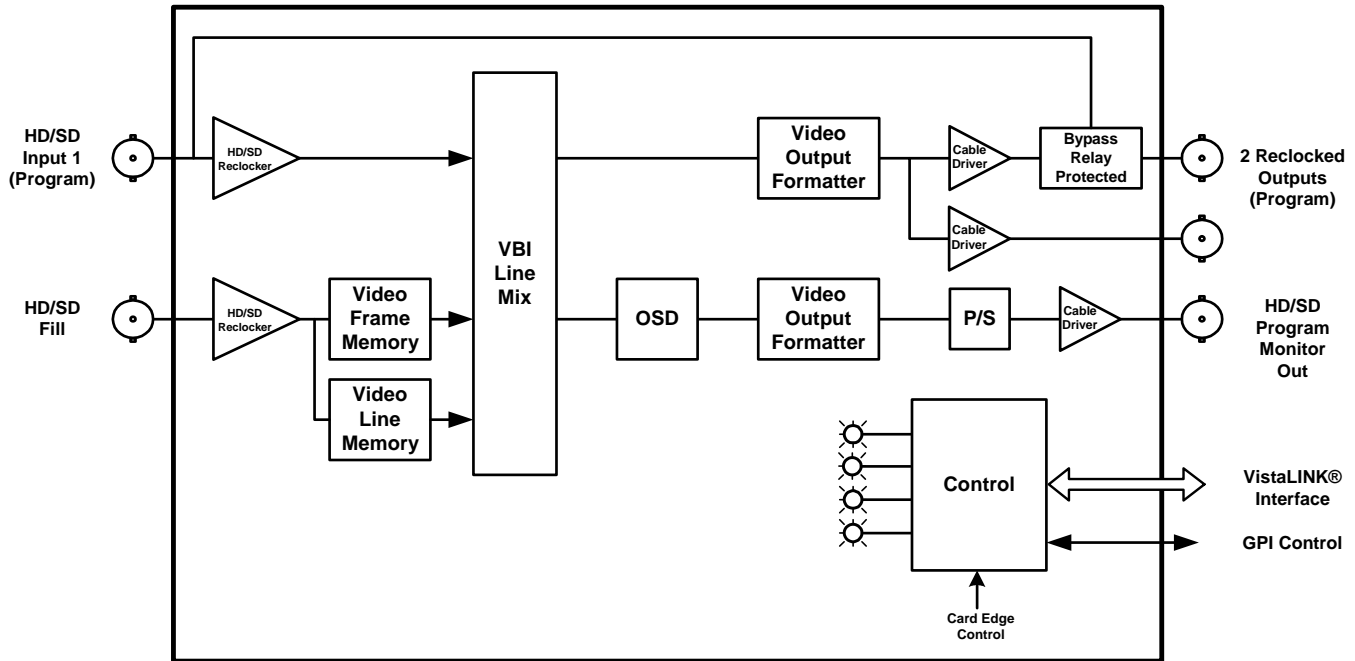 HD/SD
Input 1
(Program)
HD/SD
Reclocker
VBI
Line
Mix
Video
Output
Formatter
Cable
Driver
Bypass
Relay
Protected
2 Reclocked
Outputs
(Program)
Cable
Driver
HD/SD
Fill
HD/SD
Reclocker
Video
Frame
Memory
Video
Line
Memory
OSD
Video
Output
Formatter
P/S
Cable
Driver
HD/SD
Program
Monitor
Out
Control
VistaLINK®
Interface
GPI Control
Card Edge
Control